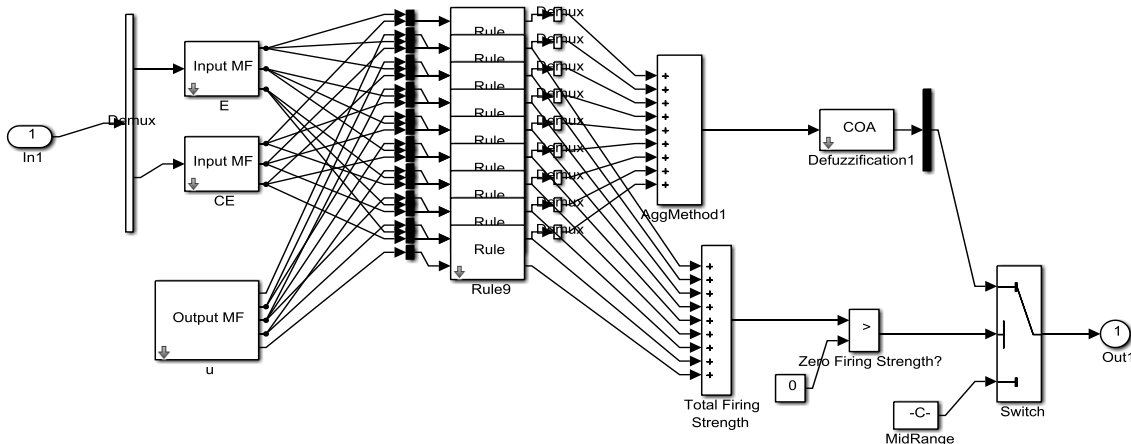 1
In1
Demux
Input MF
E
Input MF
CE
Output MF
u
Rule
Rule
Rule
Rule
Rule
Rule
Rule
Rule
Rule
Rule9
Demux
Demux
Demux
Demux
Demux
Demux
Demux
Demux
Demux
+
+
+
+
+
+
+
+
+
AggMethod1
+
+
+
+
+
+
+
+
+
Total Firing
Strength
COA
Defuzzification1
>
Zero Firing Strength?
0
-C-
MidRange
Switch
1
Out1